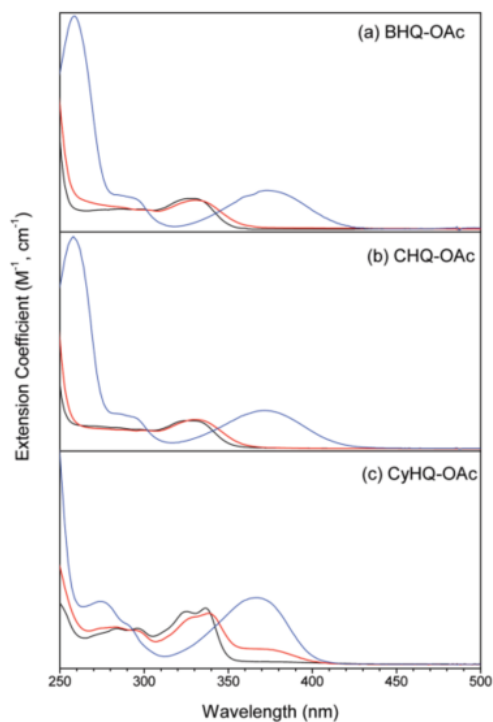 (a) BHQ-OAc
(b) CHQ-OAc
(c) CyHQ-OAc
Extension Coefficient (M⁻¹, cm⁻¹)
250 300 350 400 450 500
Wavelength (nm)